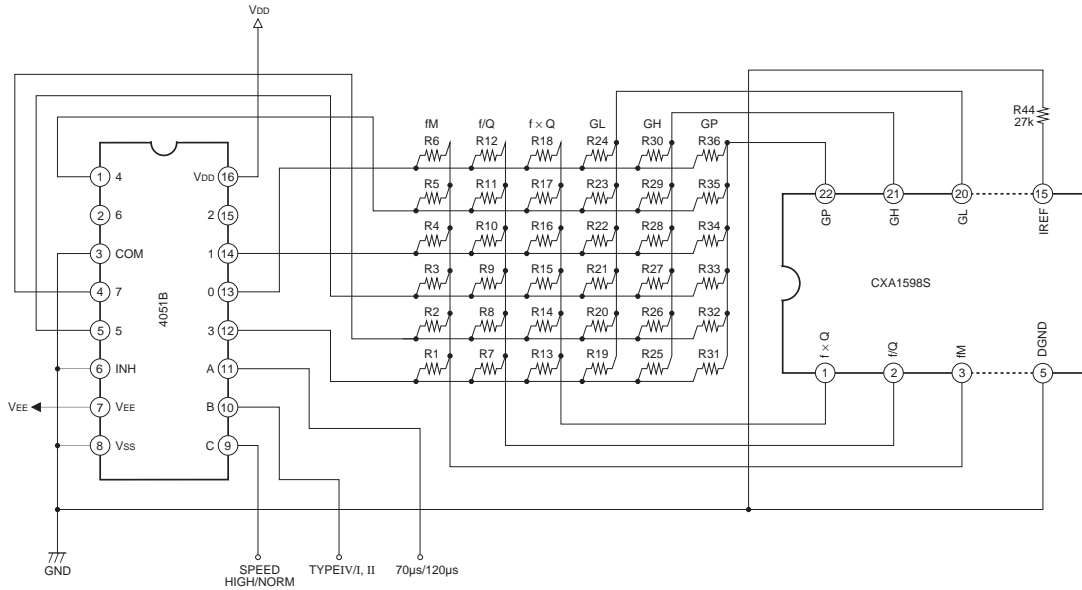 VDD
fM f/Q f × Q GL GH GP
R6 R12 R18 R24 R30 R36
R5 R11 R17 R23 R29 R35
R4 R10 R16 R22 R28 R34
R3 R9 R15 R21 R27 R33
R2 R8 R14 R20 R26 R32
R1 R7 R13 R19 R25 R31
R44
27k
1 4 VDD 16
2 6 2 15
3 COM 1 14
4 7 0 13
5 5 3 12
6 INH A 11
VEE 7 VEE B 10
8 VSS C 9
4051B
22 21 20 15
GP GH GL IREF
CXA1598S
f × Q f/Q fM DGND
1 2 3 5
GND
SPEED
HIGH/NORM
TYPEIV/I, II
70µs/120µs